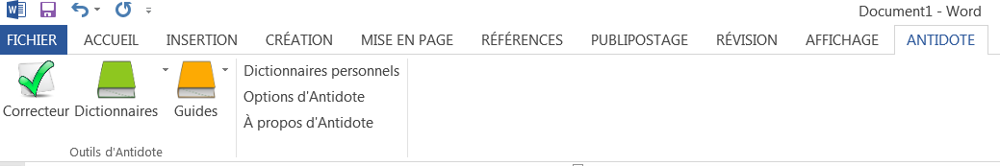 Document1 - Word
FICHIER ACCUEIL INSERTION CRÉATION MISE EN PAGE RÉFÉRENCES PUBLIPOSTAGE RÉVISION AFFICHAGE ANTIDOTE
Correcteur Dictionnaires Guides
Outils d'Antidote
Dictionnaires personnels
Options d'Antidote
À propos d'Antidote